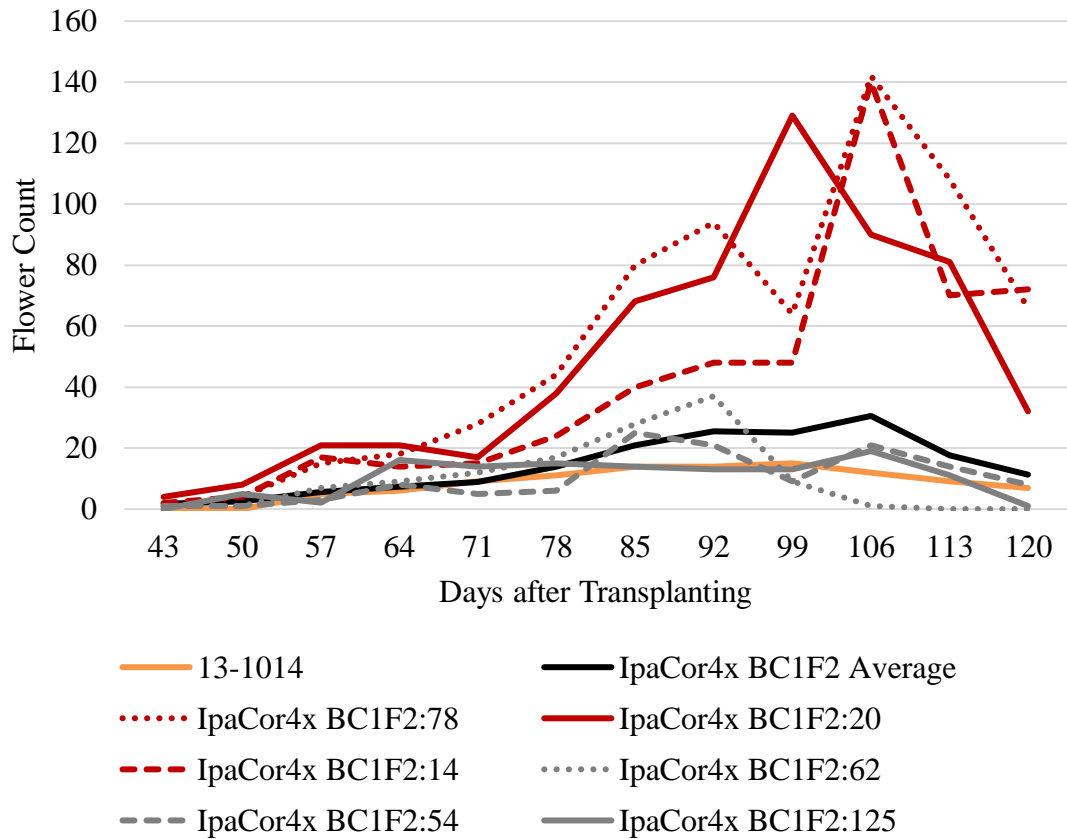 160
140
120
100
80
60
40
20
0
Flower Count
43 50 57 64 71 78 85 92 99 106 113 120
Days after Transplanting
13-1014 IpaCor4x BC1F2 Average
IpaCor4x BC1F2:78 IpaCor4x BC1F2:20
IpaCor4x BC1F2:14 IpaCor4x BC1F2:62
IpaCor4x BC1F2:54 IpaCor4x BC1F2:125